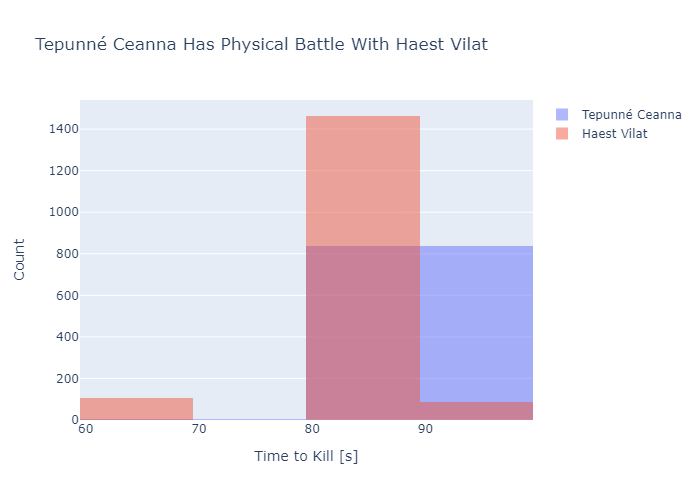 Tepunné Ceanna Has Physical Battle With Haest Vilat
Tepunné Ceanna
Haest Vilat
Count
1400
1200
1000
800
600
400
200
0
60
70
80
90
Time to Kill [s]